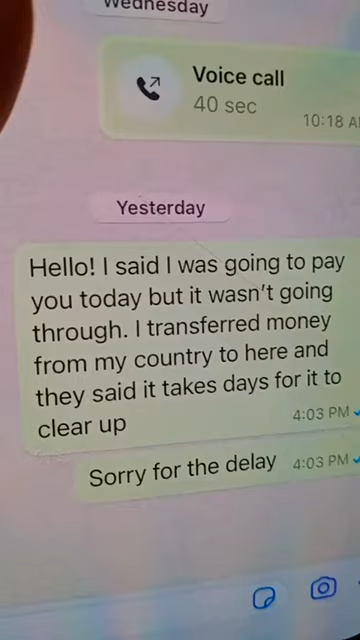 Wednesday
Voice call
40 sec
10:18 A
Yesterday
Hello! I said I was going to pay
you today but it wasn't going
through. I transferred money
from my country to here and
they said it takes days for it to
clear up
4:03 PM
Sorry for the delay
4:03 PM